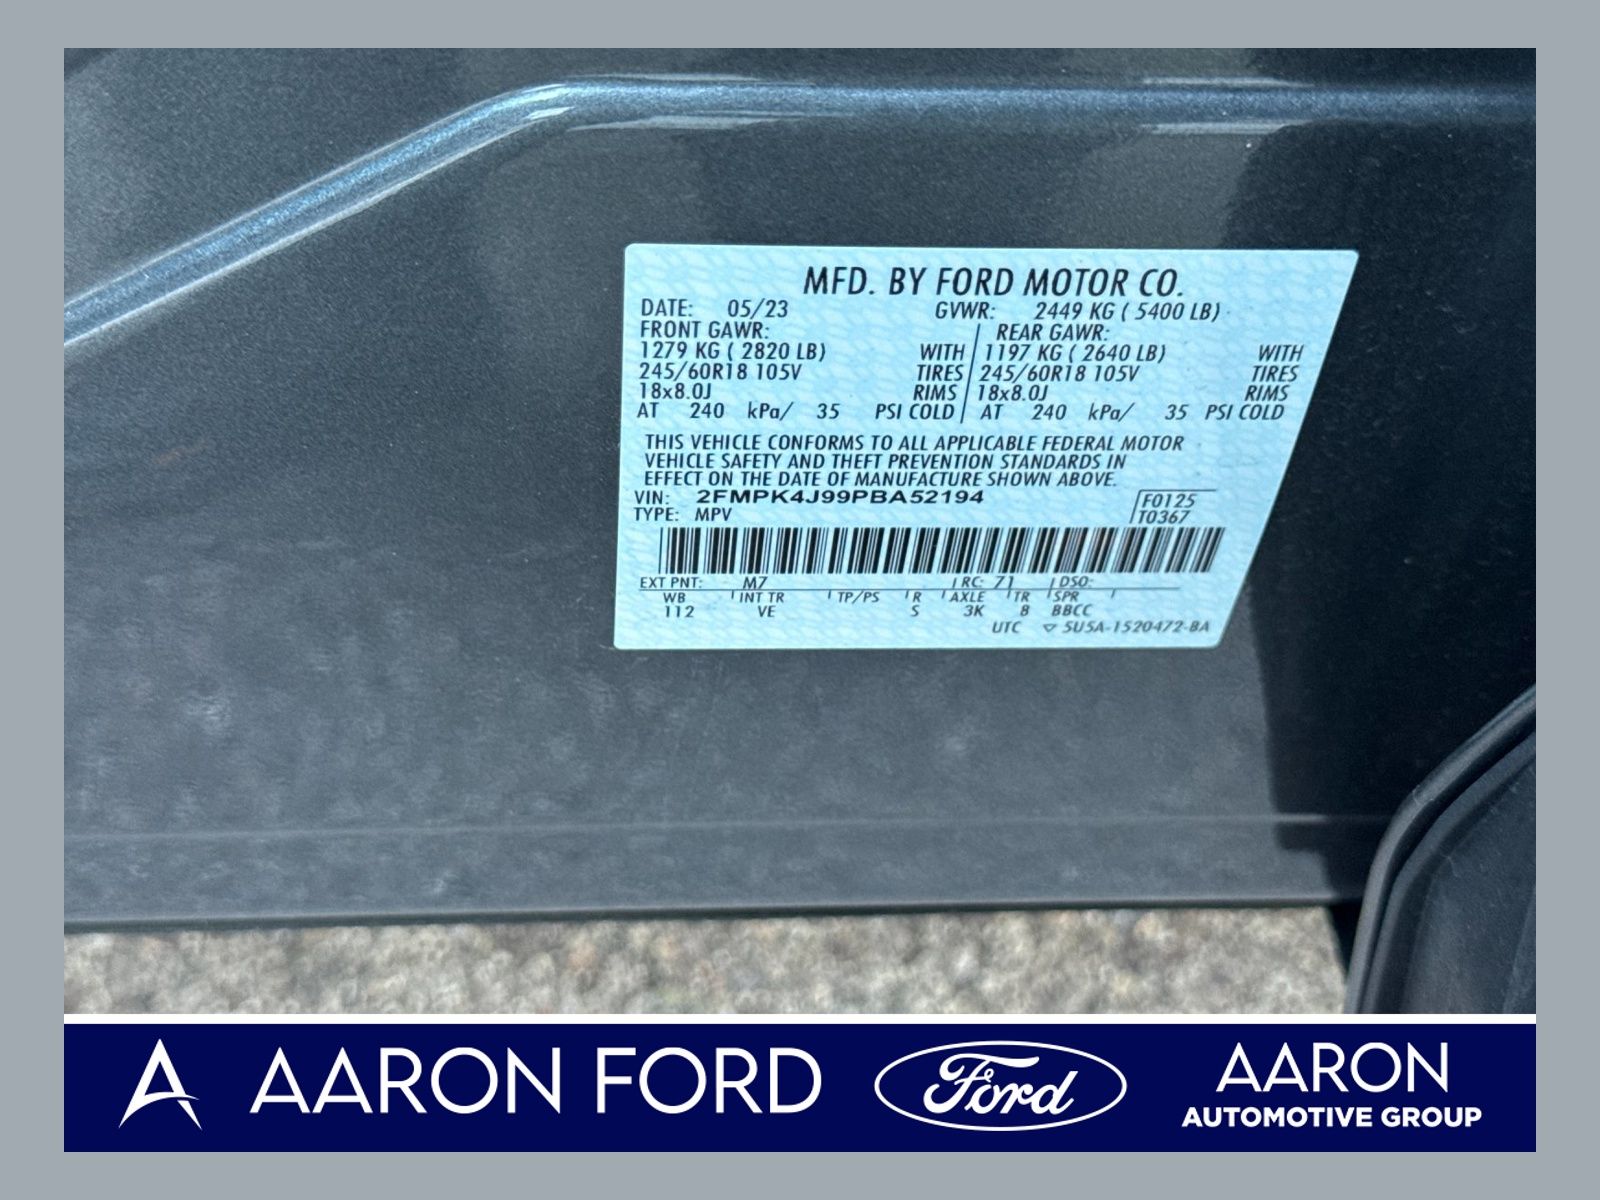 MFD. BY FORD MOTOR CO.
DATE: 05/23 GVWR: 2449 KG ( 5400 LB)
FRONT GAWR: REAR GAWR:
1279 KG ( 2820 LB) WITH 1197 KG ( 2640 LB) WITH
245/60R18 105V TIRES 245/60R18 105V TIRES
18x8.0J RIMS 18x8.0J RIMS
AT 240 kPa/ 35 PSI COLD AT 240 kPa/ 35 PSI COLD
THIS VEHICLE CONFORMS TO ALL APPLICABLE FEDERAL MOTOR
VEHICLE SAFETY AND THEFT PREVENTION STANDARDS IN
EFFECT ON THE DATE OF MANUFACTURE SHOWN ABOVE.
VIN: 2FMPK4J99PBA52194 F0125
TYPE: MPV T0367
EXT PNT: M7 RC: 71 DSO:
WB INT TR TP/PS R AXLE TR SPR
112 VE S 3K 8 BBCC
UTC ▽ 5U5A-1520472-BA
AARON FORD
Ford
AARON
AUTOMOTIVE GROUP